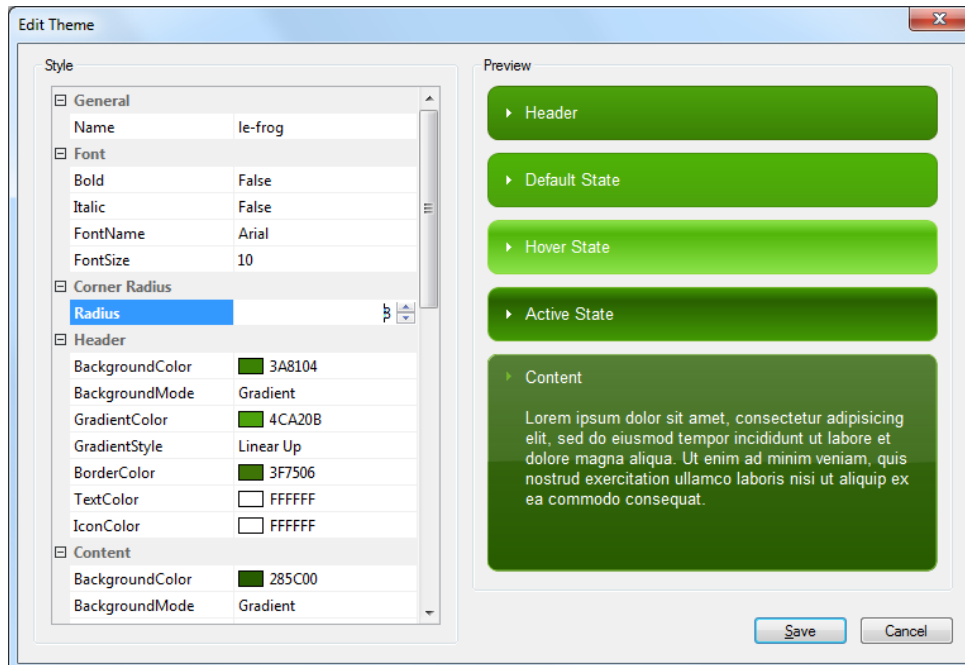 Edit Theme
Style
General
Name le-frog
Font
Bold False
Italic False
FontName Arial
FontSize 10
Corner Radius
Radius 8
Header
BackgroundColor 3A8104
BackgroundMode Gradient
GradientColor 4CA20B
GradientStyle Linear Up
BorderColor 3F7506
TextColor FFFFFF
IconColor FFFFFF
Content
BackgroundColor 285C00
BackgroundMode Gradient
Preview
Header
Default State
Hover State
Active State
Content
Lorem ipsum dolor sit amet, consectetur adipisicing
elit, sed do eiusmod tempor incididunt ut labore et
dolore magna aliqua. Ut enim ad minim veniam, quis
nostrud exercitation ullamco laboris nisi ut aliquip ex
ea commodo consequat.
Save Cancel